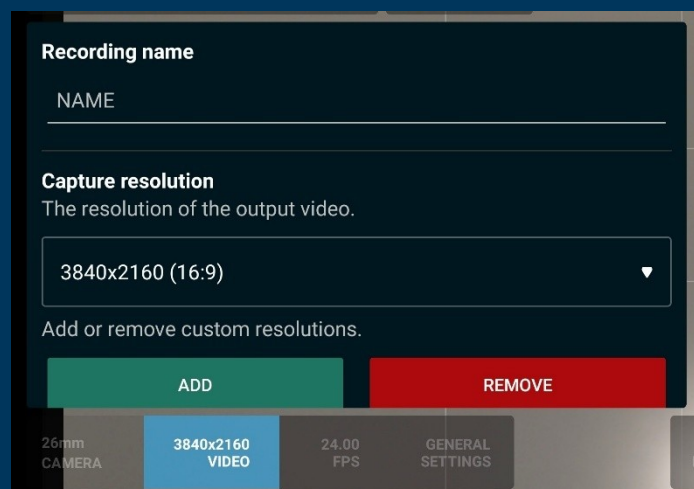 Recording name
NAME
Capture resolution
The resolution of the output video.
3840x2160 (16:9)
Add or remove custom resolutions.
ADD REMOVE
26mm 3840x2160 24.00 GENERAL
CAMERA VIDEO FPS SETTINGS